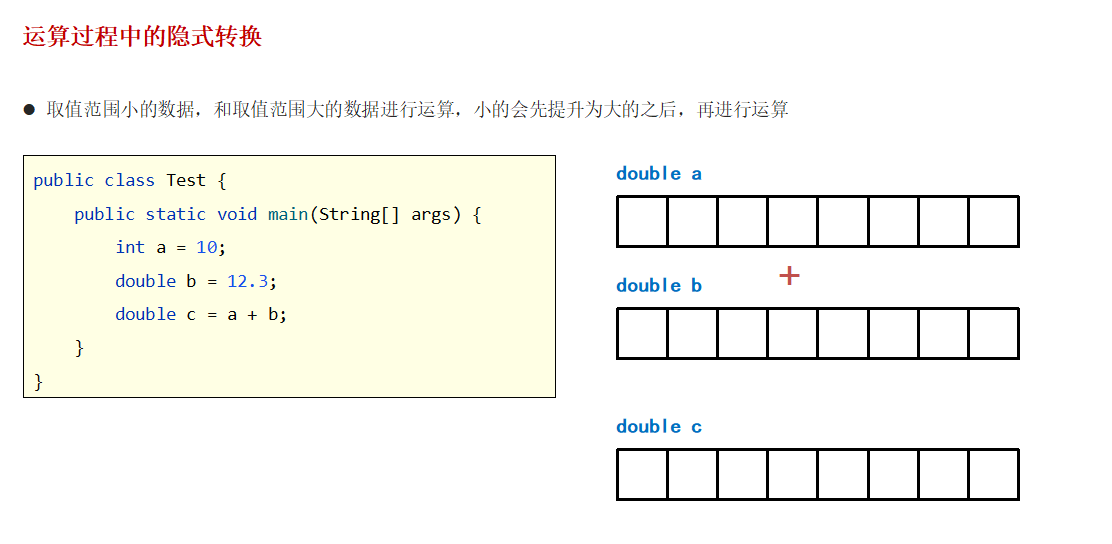 运算过程中的隐式转换
● 取值范围小的数据，和取值范围大的数据进行运算，小的会先提升为大的之后，再进行运算
public class Test {
    public static void main(String[] args) {
        int a = 10;
        double b = 12.3;
        double c = a + b;
    }
}
double a
+
double b
double c